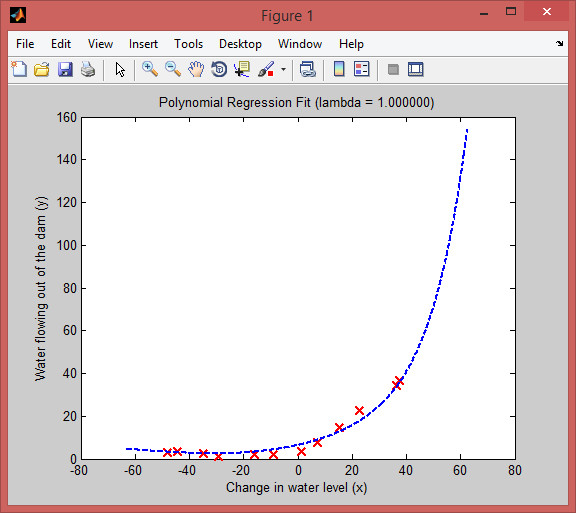 Figure 1
File Edit View Insert Tools Desktop Window Help
Polynomial Regression Fit (lambda = 1.000000)
160
140
120
100
80
60
40
20
0
Water flowing out of the dam (y)
-80 -60 -40 -20 0 20 40 60 80
Change in water level (x)